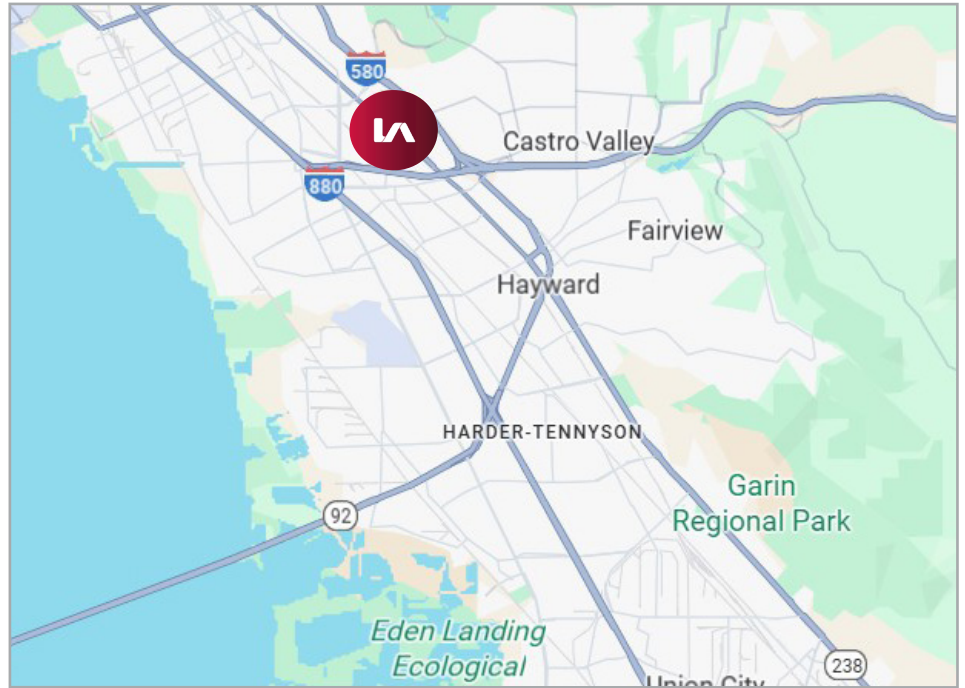 580
Castro Valley
880
Fairview
Hayward
HARDER-TENNYSON
Garin
Regional Park
92
Eden Landing
Ecological
238